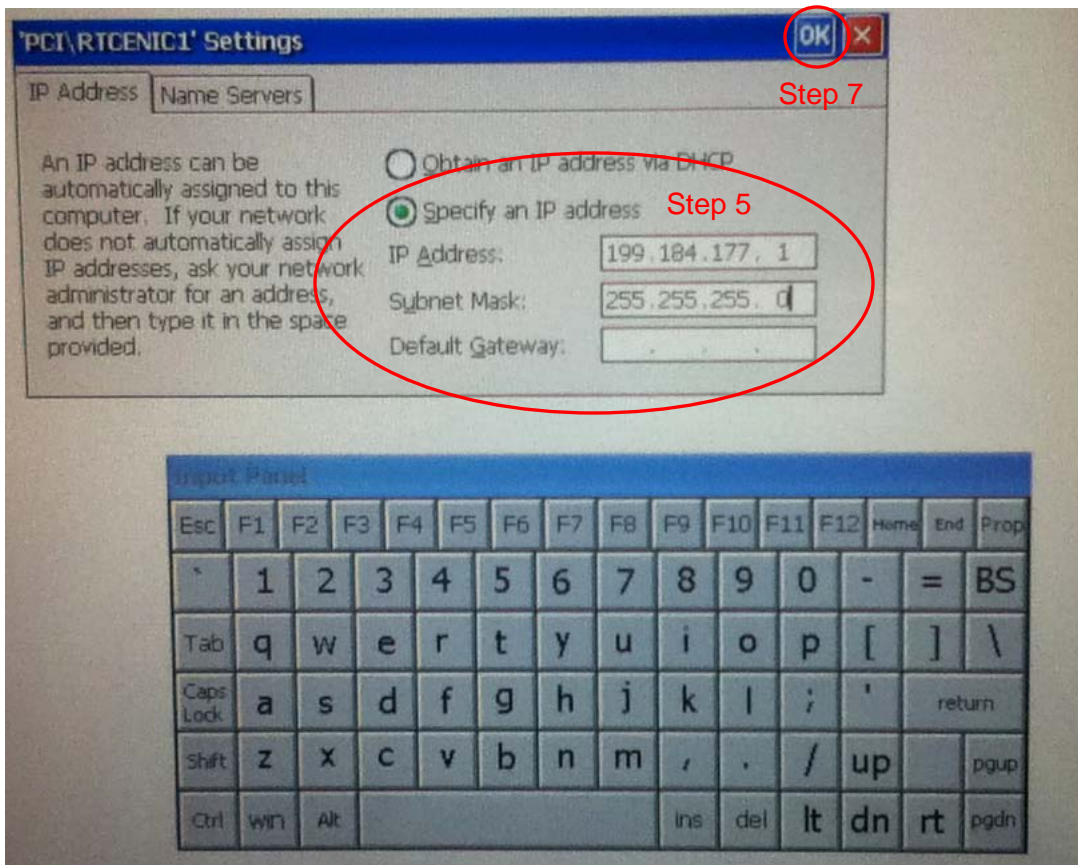 'PCI\RTCENIC1' Settings OK ×
Step 7
IP Address Name Servers
An IP address can be
automatically assigned to this
computer. If your network
does not automatically assign
IP addresses, ask your network
administrator for an address,
and then type it in the space
provided.
Obtain an IP address via DHCP
Specify an IP address Step 5
IP Address: 199.184.177. 1
Subnet Mask: 255.255.255. 0
Default Gateway: . . .
Input Panel
Esc F1 F2 F3 F4 F5 F6 F7 F8 F9 F10 F11 F12 Home End Prop
` 1 2 3 4 5 6 7 8 9 0 - = BS
Tab q w e r t y u i o p [ ] \
Caps Lock a s d f g h j k l ; ' return
Shift z x c v b n m , . / up pgup
Ctrl win Alt ins del lt dn rt pgdn